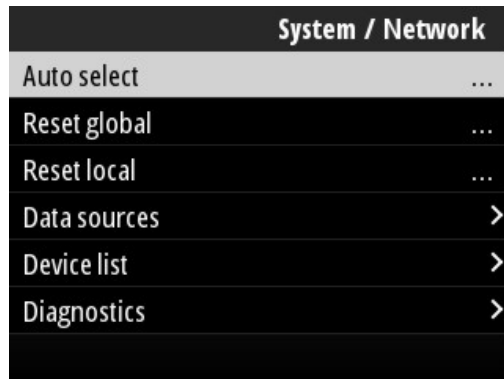 System / Network
Auto select ...
Reset global ...
Reset local ...
Data sources >
Device list >
Diagnostics >